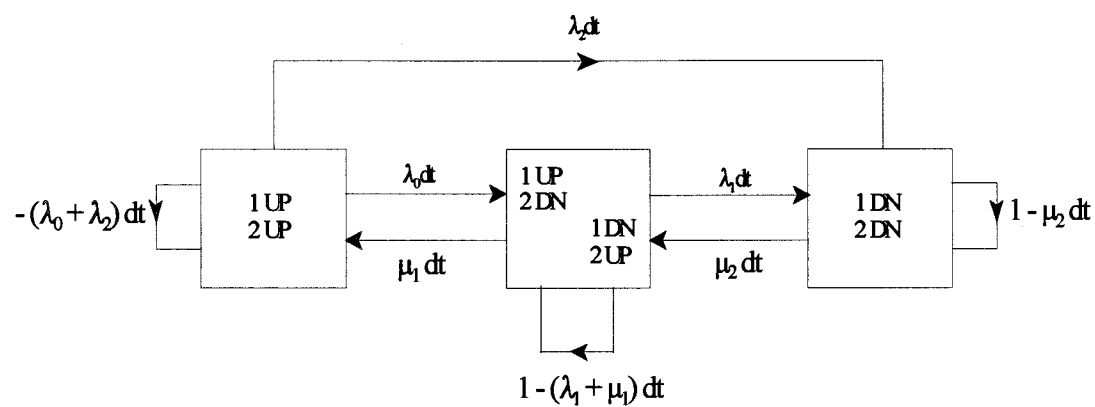 λ₂dt
λ₀dt
λ₁dt
1 UP
2 UP
1 UP
2 DN
1 DN
2 UP
1 DN
2 DN
-(λ₀ + λ₂) dt
1 - μ₂ dt
μ₁ dt
μ₂ dt
1 - (λ₁ + μ₁) dt